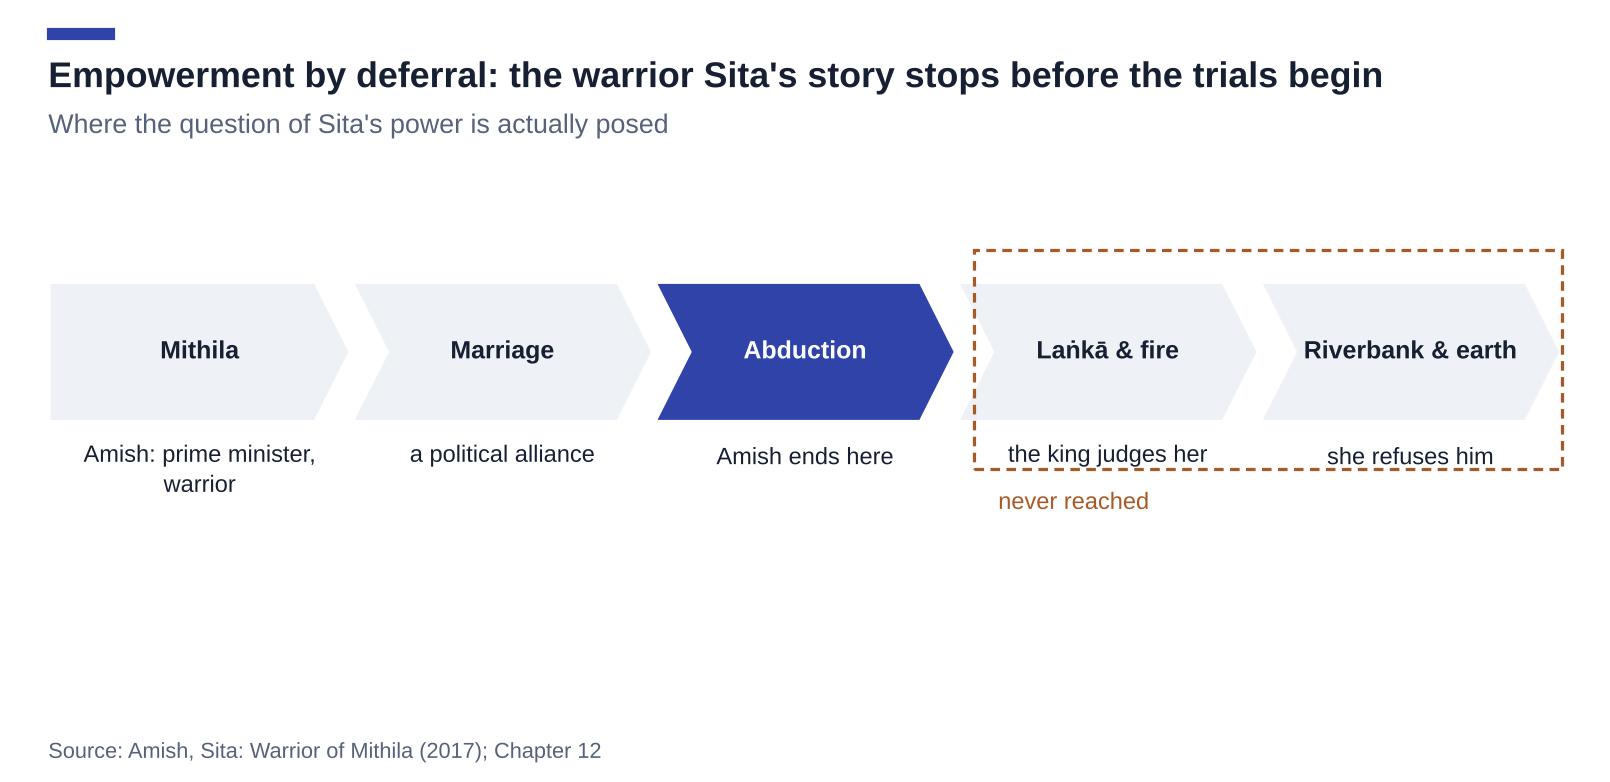 Empowerment by deferral: the warrior Sita's story stops before the trials begin
Where the question of Sita's power is actually posed
Mithila
Marriage
Abduction
Laṅkā & fire
Riverbank & earth
Amish: prime minister,
warrior
a political alliance
Amish ends here
the king judges her
she refuses him
never reached
Source: Amish, Sita: Warrior of Mithila (2017); Chapter 12